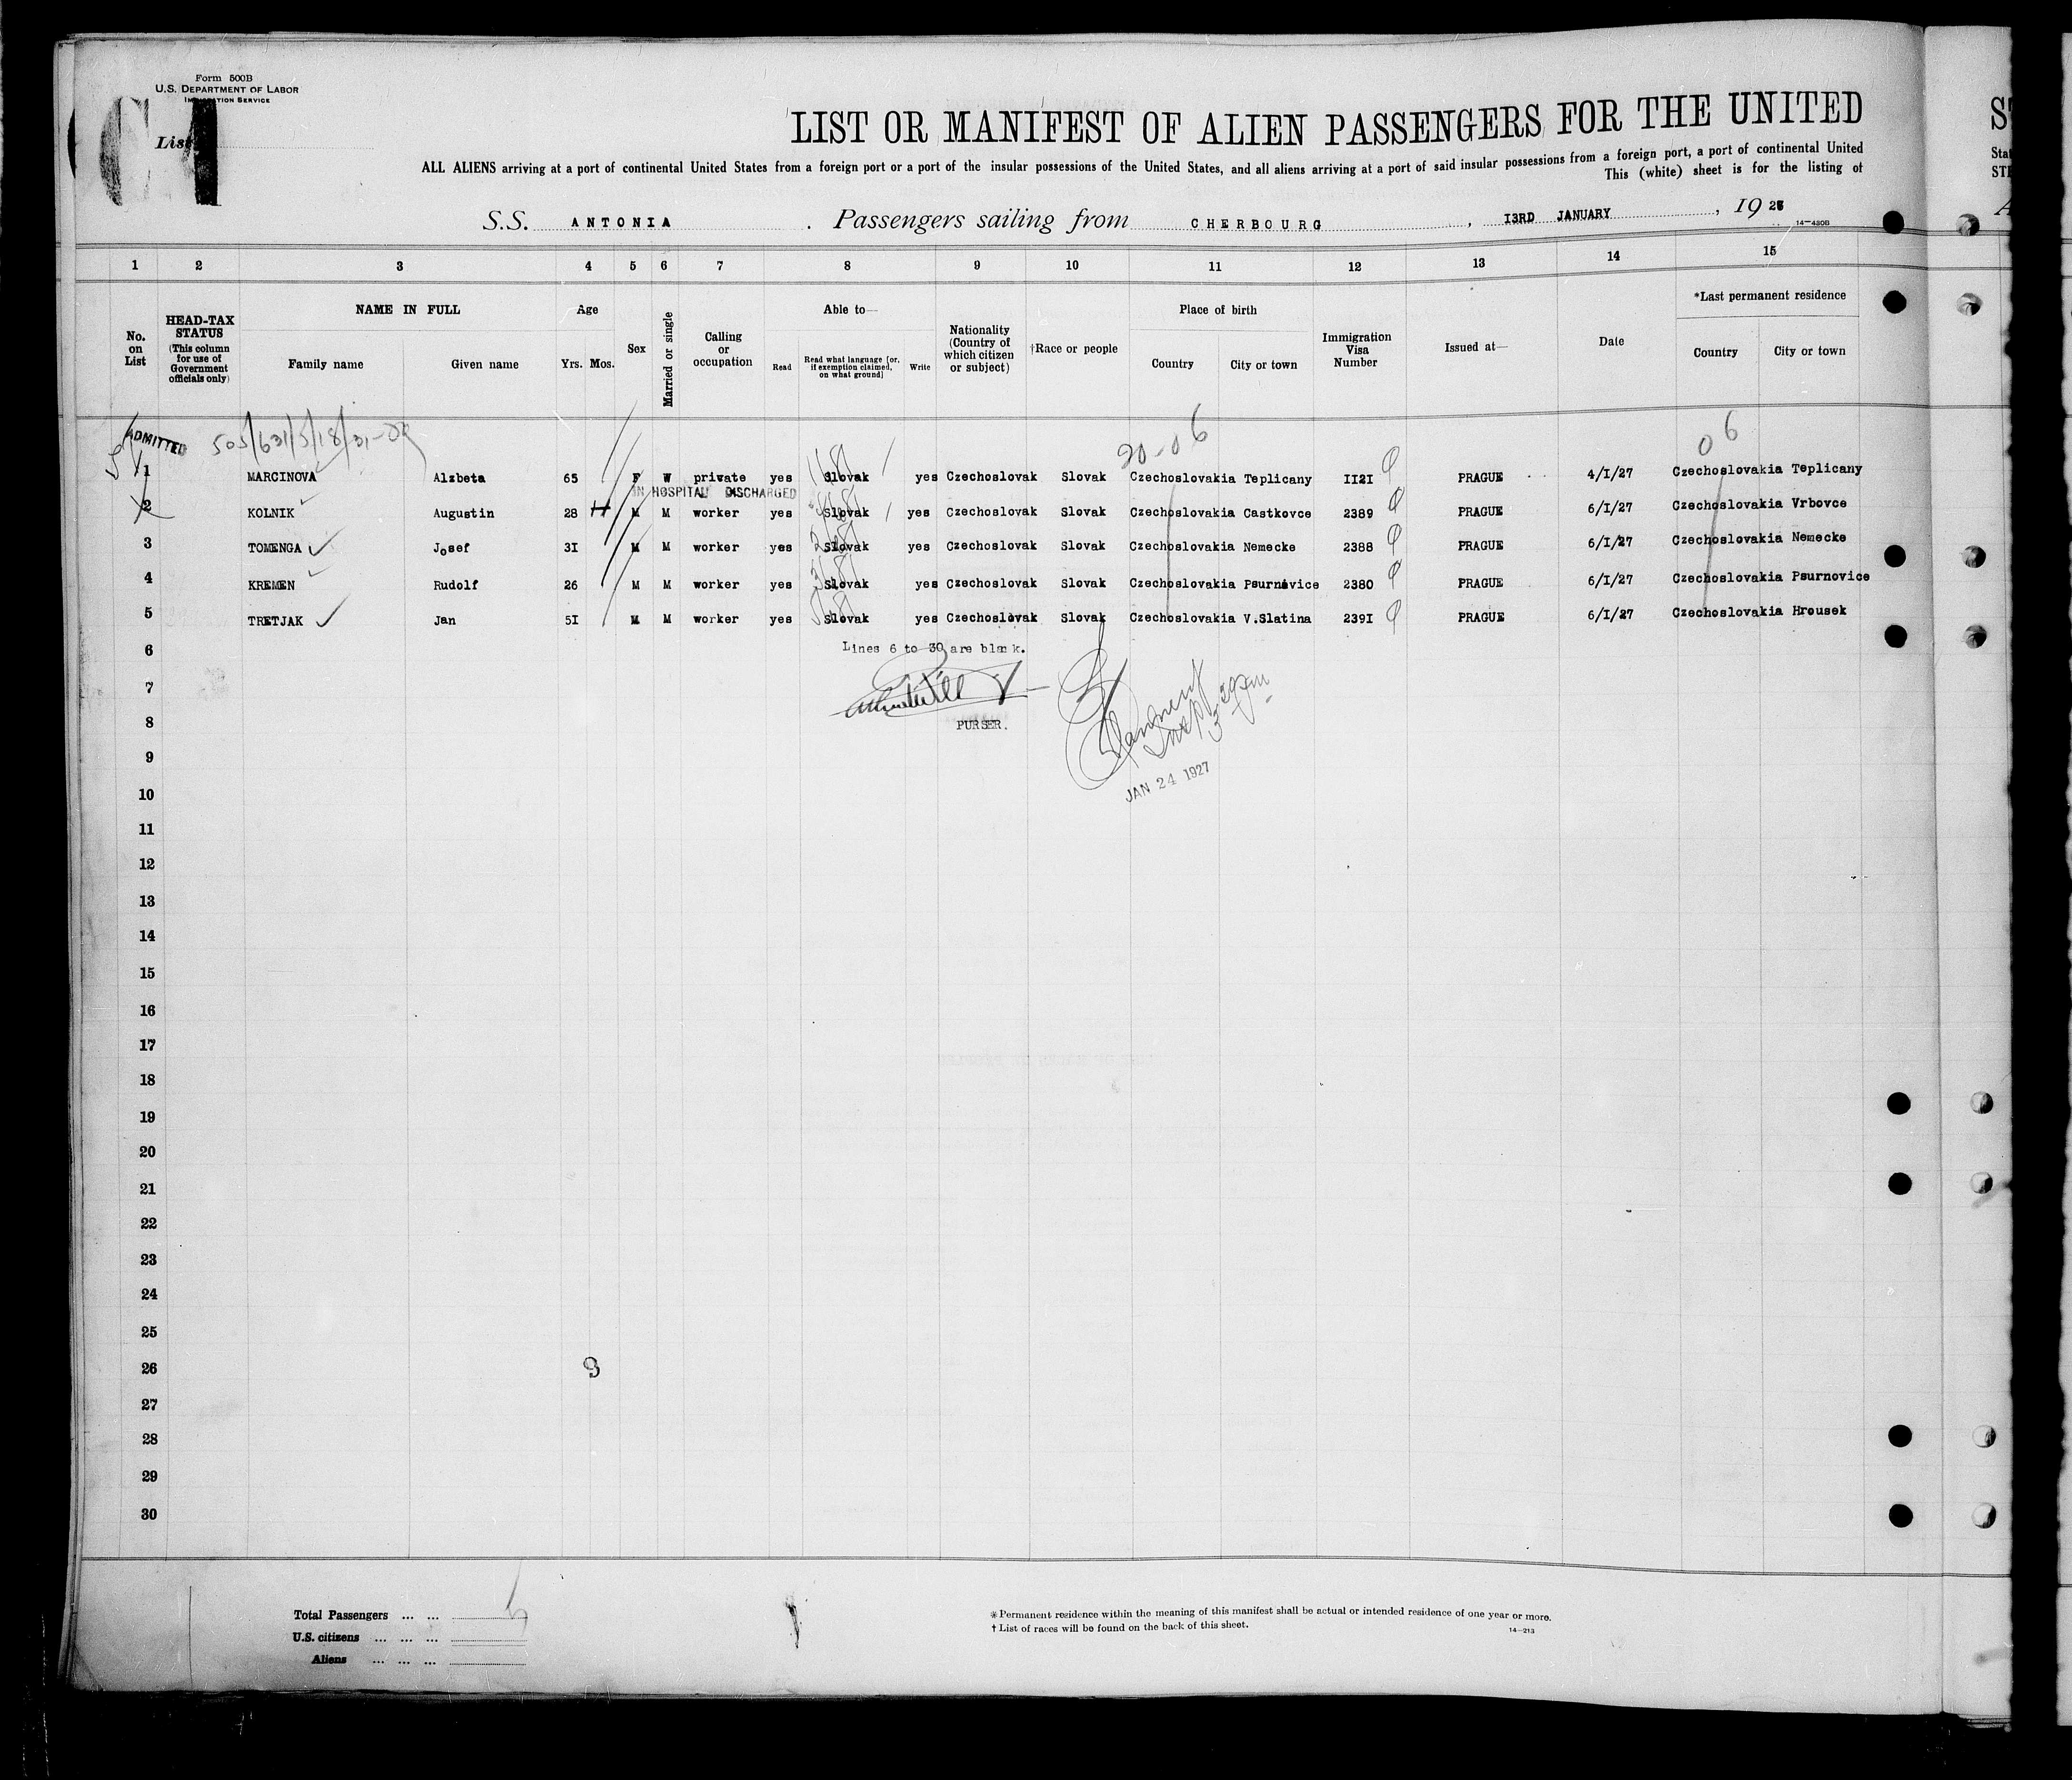 Form 500B
U.S. DEPARTMENT OF LABOR
IMMIGRATION SERVICE
List
LIST OR MANIFEST OF ALIEN PASSENGERS FOR THE UNITED
ALL ALIENS arriving at a port of continental United States from a foreign port or a port of the insular possessions of the United States, and all aliens arriving at a port of said insular possessions from a foreign port, a port of continental United
This (white) sheet is for the listing of
S.S. ANTONIA . Passengers sailing from CHERBOURG , I3RD JANUARY , 19
14—430B
1 2 3 4 5 6 7 8 9 10 11 12 13 14 15
No. on List
HEAD-TAX STATUS (This column for use of Government officials only)
NAME IN FULL
Family name Given name
Age
Yrs. Mos.
Sex
Married or single
Calling or occupation
Able to—
Read Read what language [or, if exemption claimed, on what ground] Write
Nationality (Country of which citizen or subject)
†Race or people
Place of birth
Country City or town
Immigration Visa Number
Issued at—
Date
*Last permanent residence
Country City or town
ADMITTED 20-06 06
1 MARCINOVA Alzbeta 65 F W private yes Slovak yes Czechoslovak Slovak Czechoslovakia Teplicany II2I PRAGUE 4/I/27 Czechoslovakia Teplicany
IN HOSPITAL DISCHARGED
2 KOLNIK Augustin 28 M M worker yes Slovak yes Czechoslovak Slovak Czechoslovakia Castkovce 2389 PRAGUE 6/I/27 Czechoslovakia Vrbovce
3 TOMENGA Josef 3I M M worker yes Slovak yes Czechoslovak Slovak Czechoslovakia Nemecke 2388 PRAGUE 6/I/27 Czechoslovakia Nemecke
4 KREMEN Rudolf 26 M M worker yes Slovak yes Czechoslovak Slovak Czechoslovakia Psurnovice 2380 PRAGUE 6/I/27 Czechoslovakia Psurnovice
5 TRETJAK Jan 5I M M worker yes Slovak yes Czechoslovak Slovak Czechoslovakia V.Slatina 239I PRAGUE 6/I/27 Czechoslovakia Hrousek
6 Lines 6 to 30 are blank.
7
8 PURSER.
9
JAN 24 1927
10
11
12
13
14
15
16
17
18
19
20
21
22
23
24
25
26
27
28
29
30
Total Passengers ... ...
U.S. citizens ... ... ...
Aliens ... ... ...
*Permanent residence within the meaning of this manifest shall be actual or intended residence of one year or more.
† List of races will be found on the back of this sheet.
14—213